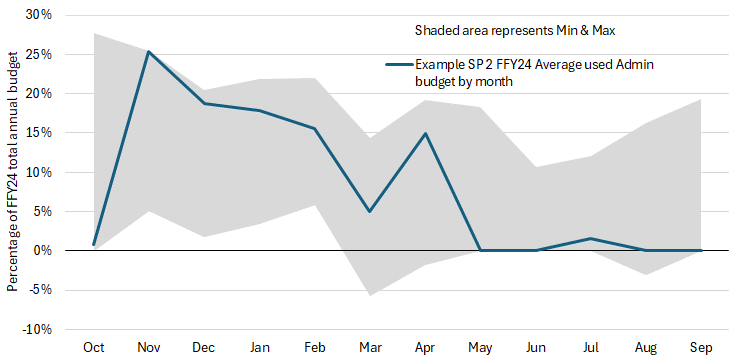 Percentage of FFY24 total annual budget
30%
25%
20%
15%
10%
5%
0%
-5%
-10%
Shaded area represents Min & Max
Example SP 2 FFY24 Average used Admin
budget by month
Oct Nov Dec Jan Feb Mar Apr May Jun Jul Aug Sep